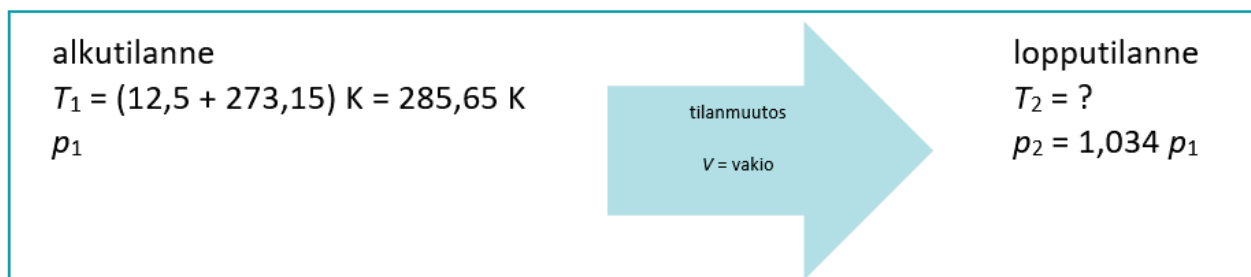 alkutilanne
T₁ = (12,5 + 273,15) K = 285,65 K
p₁
tilanmuutos
V = vakio
lopputilanne
T₂ = ?
p₂ = 1,034 p₁